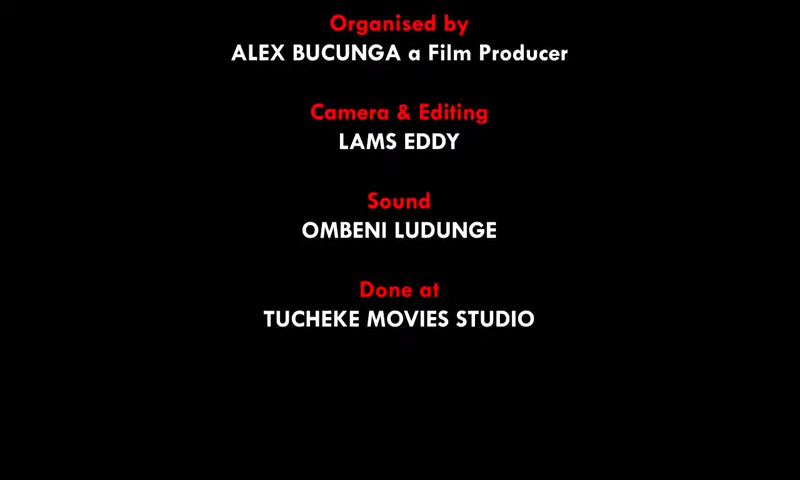 Organised by
ALEX BUCUNGA a Film Producer
Camera & Editing
LAMS EDDY
Sound
OMBENI LUDUNGE
Done at
TUCHEKE MOVIES STUDIO